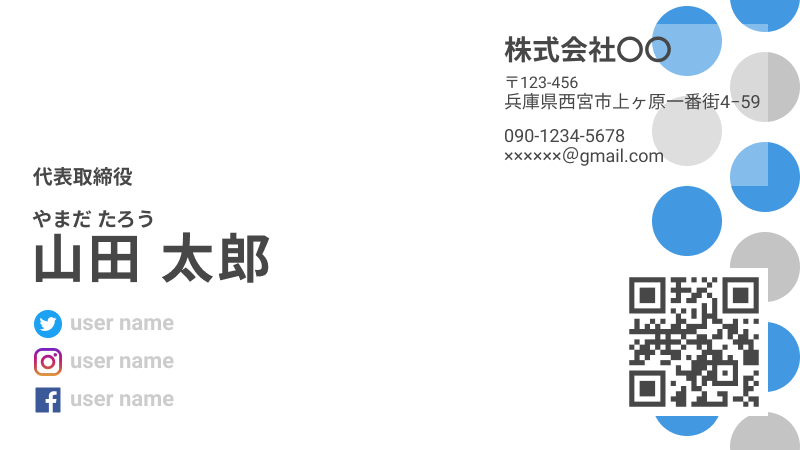 株式会社〇〇
〒123-456
兵庫県西宮市上ヶ原一番街4-59
090-1234-5678
××××××@gmail.com
代表取締役
やまだ たろう
山田 太郎
user name
user name
user name